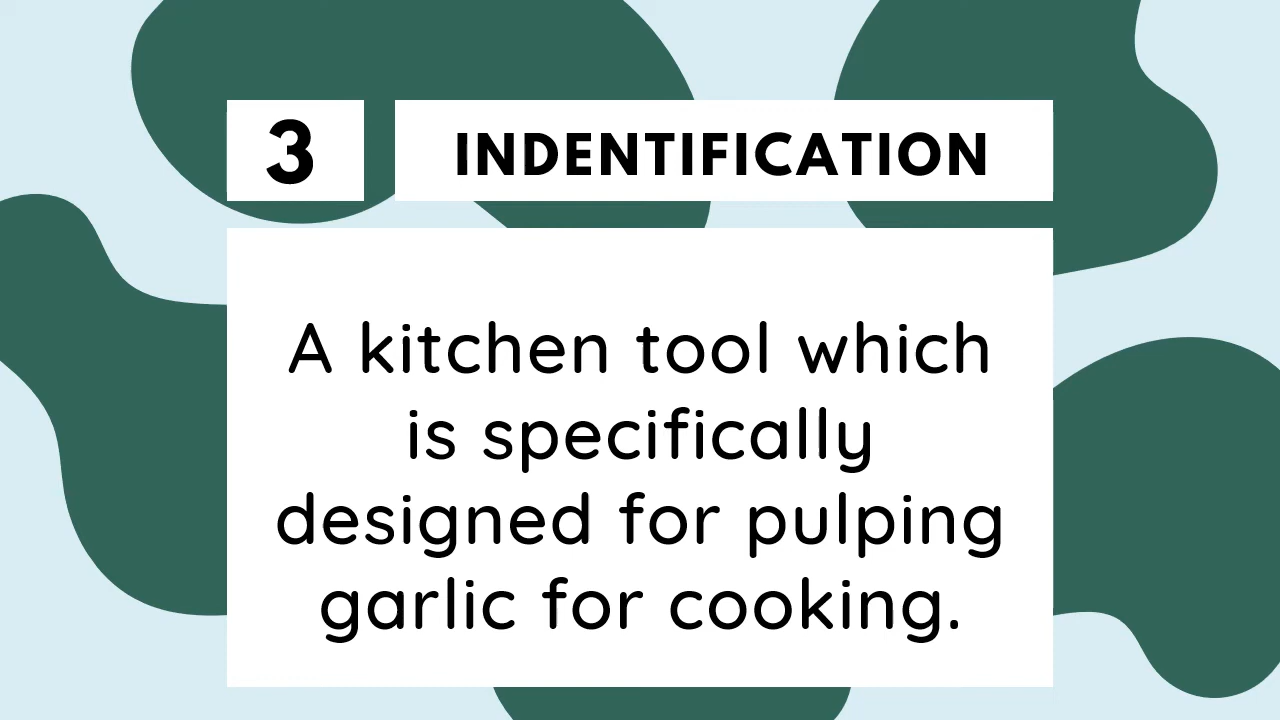 3
INDENTIFICATION
A kitchen tool which
is specifically
designed for pulping
garlic for cooking.